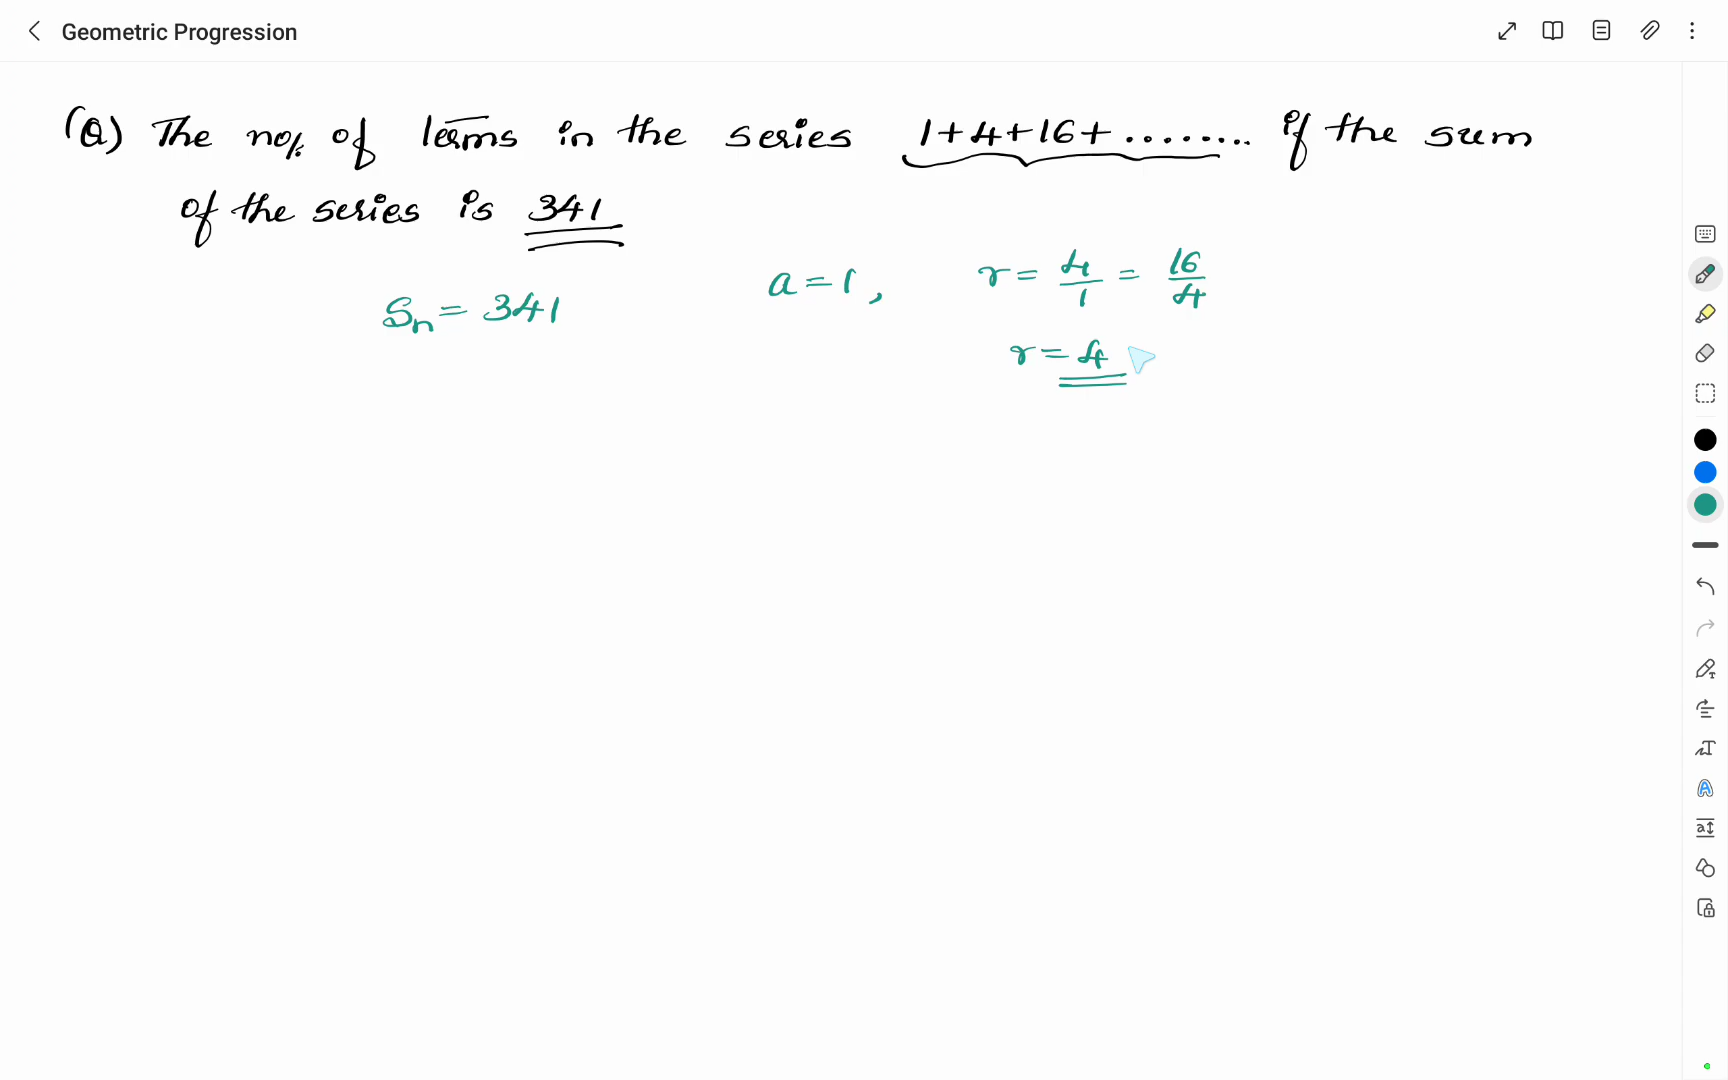 Geometric Progression
(Q) The no. of terms in the series 1+4+16+........ if the sum
of the series is 341
a = 1, r = 4/1 = 16/4
Sn = 341
r = 4